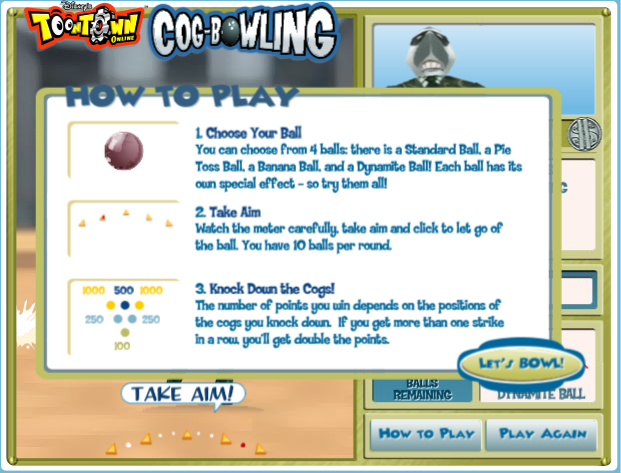 Disney's
TOONTOWN
ONLINE
COG-BOWLING
HOW TO PLAY
1. Choose Your Ball
You can choose from 4 balls: there is a Standard Ball, a Pie
Toss Ball, a Banana Ball, and a Dynamite Ball! Each ball has its
own special effect - so try them all!
2. Take Aim
Watch the meter carefully, take aim and click to let go of
the ball. You have 10 balls per round.
3. Knock Down the Cogs!
1000 500 1000
250 250
100
The number of points you win depends on the positions of
the cogs you knock down. If you get more than one strike
in a row, you'll get double the points.
LET'S BOWL!
TAKE AIM!
BALLS
REMAINING
DYNAMITE BALL
HOW TO PLAY
PLAY AGAIN